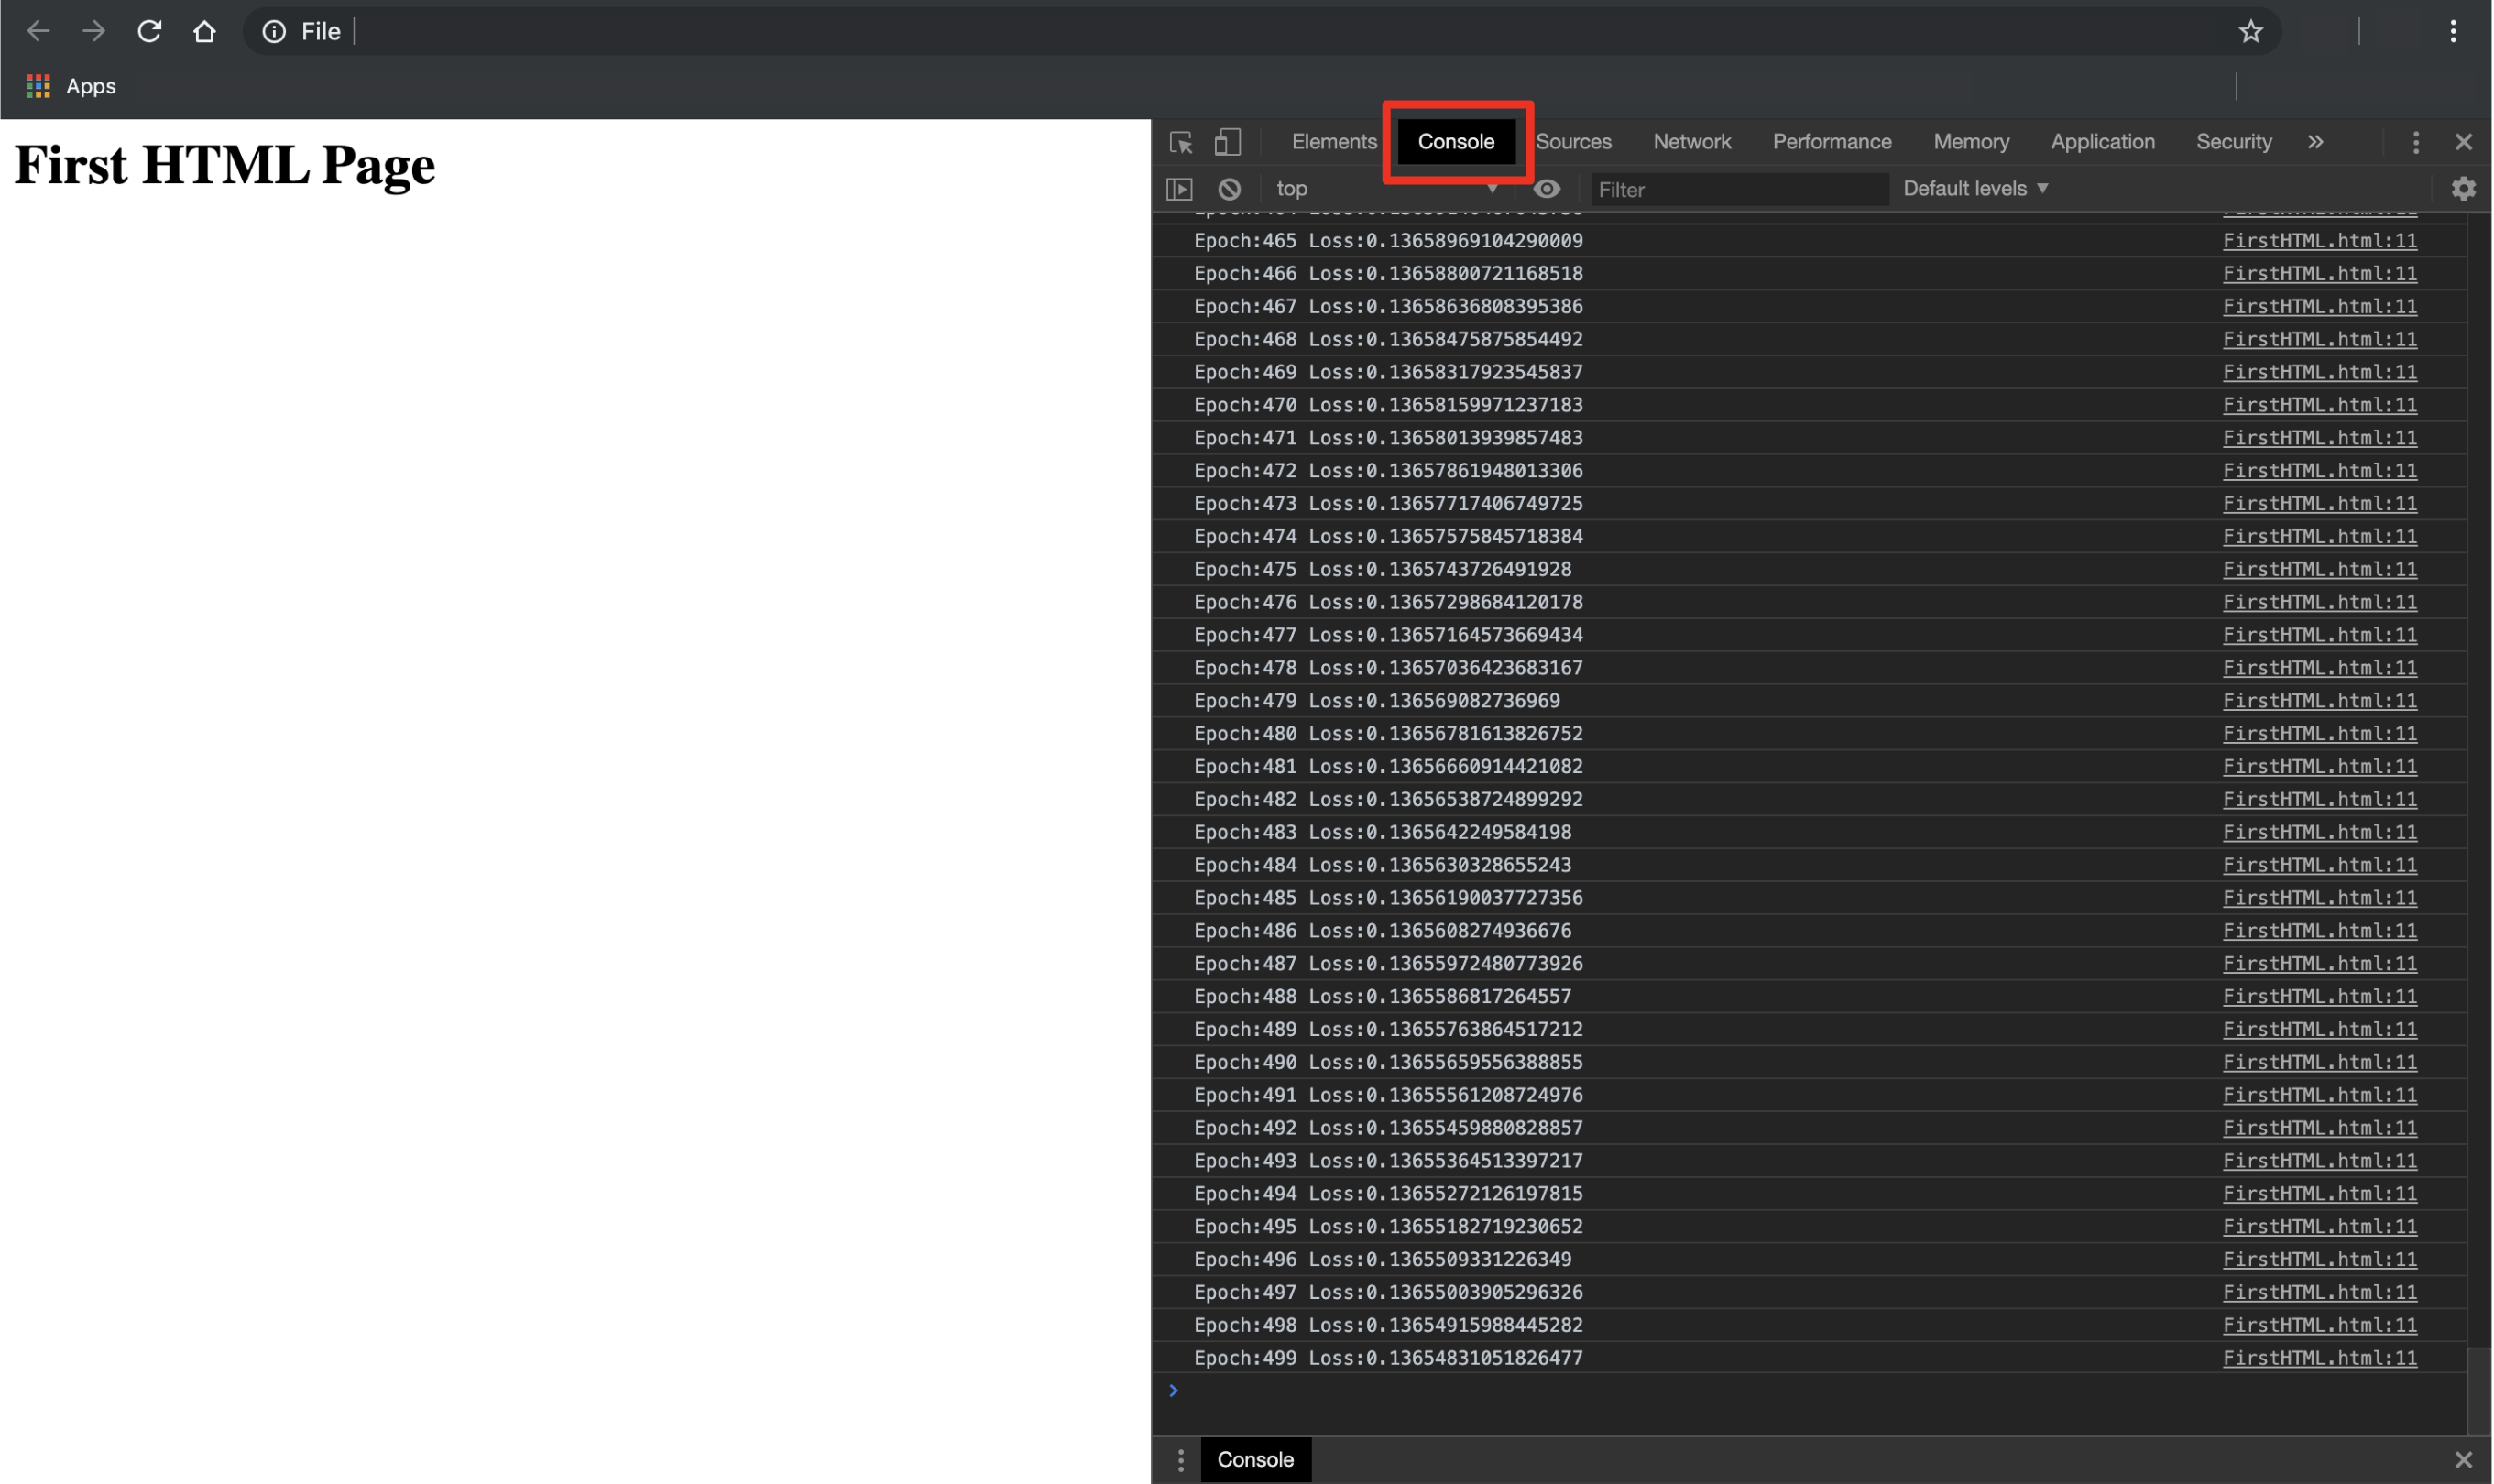 File
Apps
First HTML Page
Elements Console Sources Network Performance Memory Application Security
top Filter Default levels
Epoch:465 Loss:0.13658969104290009 FirstHTML.html:11
Epoch:466 Loss:0.13658800721168518 FirstHTML.html:11
Epoch:467 Loss:0.13658636808395386 FirstHTML.html:11
Epoch:468 Loss:0.13658475875854492 FirstHTML.html:11
Epoch:469 Loss:0.13658317923545837 FirstHTML.html:11
Epoch:470 Loss:0.13658159971237183 FirstHTML.html:11
Epoch:471 Loss:0.13658013939857483 FirstHTML.html:11
Epoch:472 Loss:0.13657861948013306 FirstHTML.html:11
Epoch:473 Loss:0.13657717406749725 FirstHTML.html:11
Epoch:474 Loss:0.13657575845718384 FirstHTML.html:11
Epoch:475 Loss:0.1365743726491928 FirstHTML.html:11
Epoch:476 Loss:0.13657298684120178 FirstHTML.html:11
Epoch:477 Loss:0.13657164573669434 FirstHTML.html:11
Epoch:478 Loss:0.13657036423683167 FirstHTML.html:11
Epoch:479 Loss:0.136569082736969 FirstHTML.html:11
Epoch:480 Loss:0.13656781613826752 FirstHTML.html:11
Epoch:481 Loss:0.13656660914421082 FirstHTML.html:11
Epoch:482 Loss:0.13656538724899292 FirstHTML.html:11
Epoch:483 Loss:0.1365642249584198 FirstHTML.html:11
Epoch:484 Loss:0.1365630328655243 FirstHTML.html:11
Epoch:485 Loss:0.13656190037727356 FirstHTML.html:11
Epoch:486 Loss:0.1365608274936676 FirstHTML.html:11
Epoch:487 Loss:0.13655972480773926 FirstHTML.html:11
Epoch:488 Loss:0.13655586817264557 FirstHTML.html:11
Epoch:489 Loss:0.13655763864517212 FirstHTML.html:11
Epoch:490 Loss:0.13655659556388855 FirstHTML.html:11
Epoch:491 Loss:0.13655561208724976 FirstHTML.html:11
Epoch:492 Loss:0.13655459880828857 FirstHTML.html:11
Epoch:493 Loss:0.13655364513397217 FirstHTML.html:11
Epoch:494 Loss:0.13655272126197815 FirstHTML.html:11
Epoch:495 Loss:0.13655182719230652 FirstHTML.html:11
Epoch:496 Loss:0.1365509331226349 FirstHTML.html:11
Epoch:497 Loss:0.13655003905296326 FirstHTML.html:11
Epoch:498 Loss:0.13654915988445282 FirstHTML.html:11
Epoch:499 Loss:0.13654831051826477 FirstHTML.html:11
Console